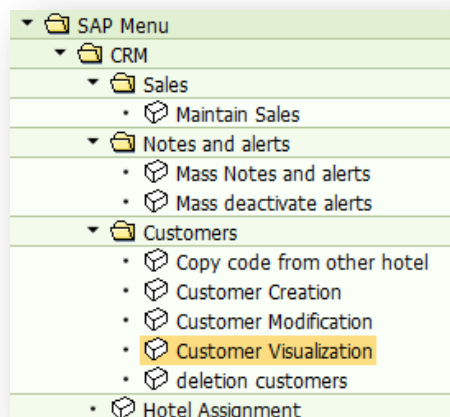 SAP Menu
CRM
Sales
Maintain Sales
Notes and alerts
Mass Notes and alerts
Mass deactivate alerts
Customers
Copy code from other hotel
Customer Creation
Customer Modification
Customer Visualization
deletion customers
Hotel Assignment